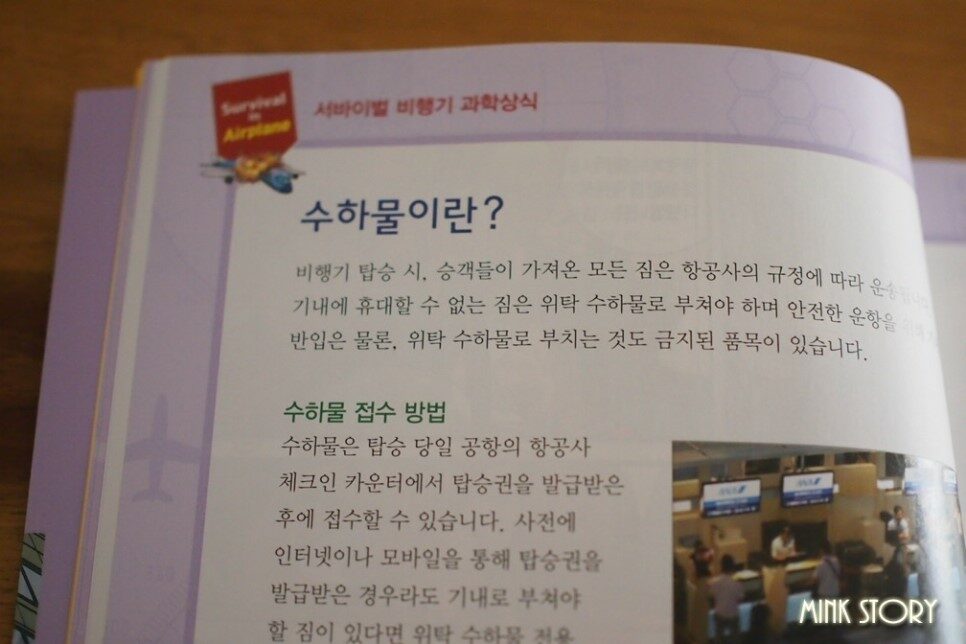 Survival
in
Airplane
서바이벌 비행기 과학상식
수하물이란?
비행기 탑승 시, 승객들이 가져온 모든 짐은 항공사의 규정에 따라
기내에 휴대할 수 없는 짐은 위탁 수하물로 부쳐야 하며 안전한 운항을
반입은 물론, 위탁 수하물로 부치는 것도 금지된 품목이 있습니다.
수하물 접수 방법
수하물은 탑승 당일 공항의 항공사
체크인 카운터에서 탑승권을 발급받은
후에 접수할 수 있습니다. 사전에
인터넷이나 모바일을 통해 탑승권을
발급받은 경우라도 기내로 부쳐야
할 짐이 있다면 위탁 수하물 전용
ANA
ANA
MINK STORY